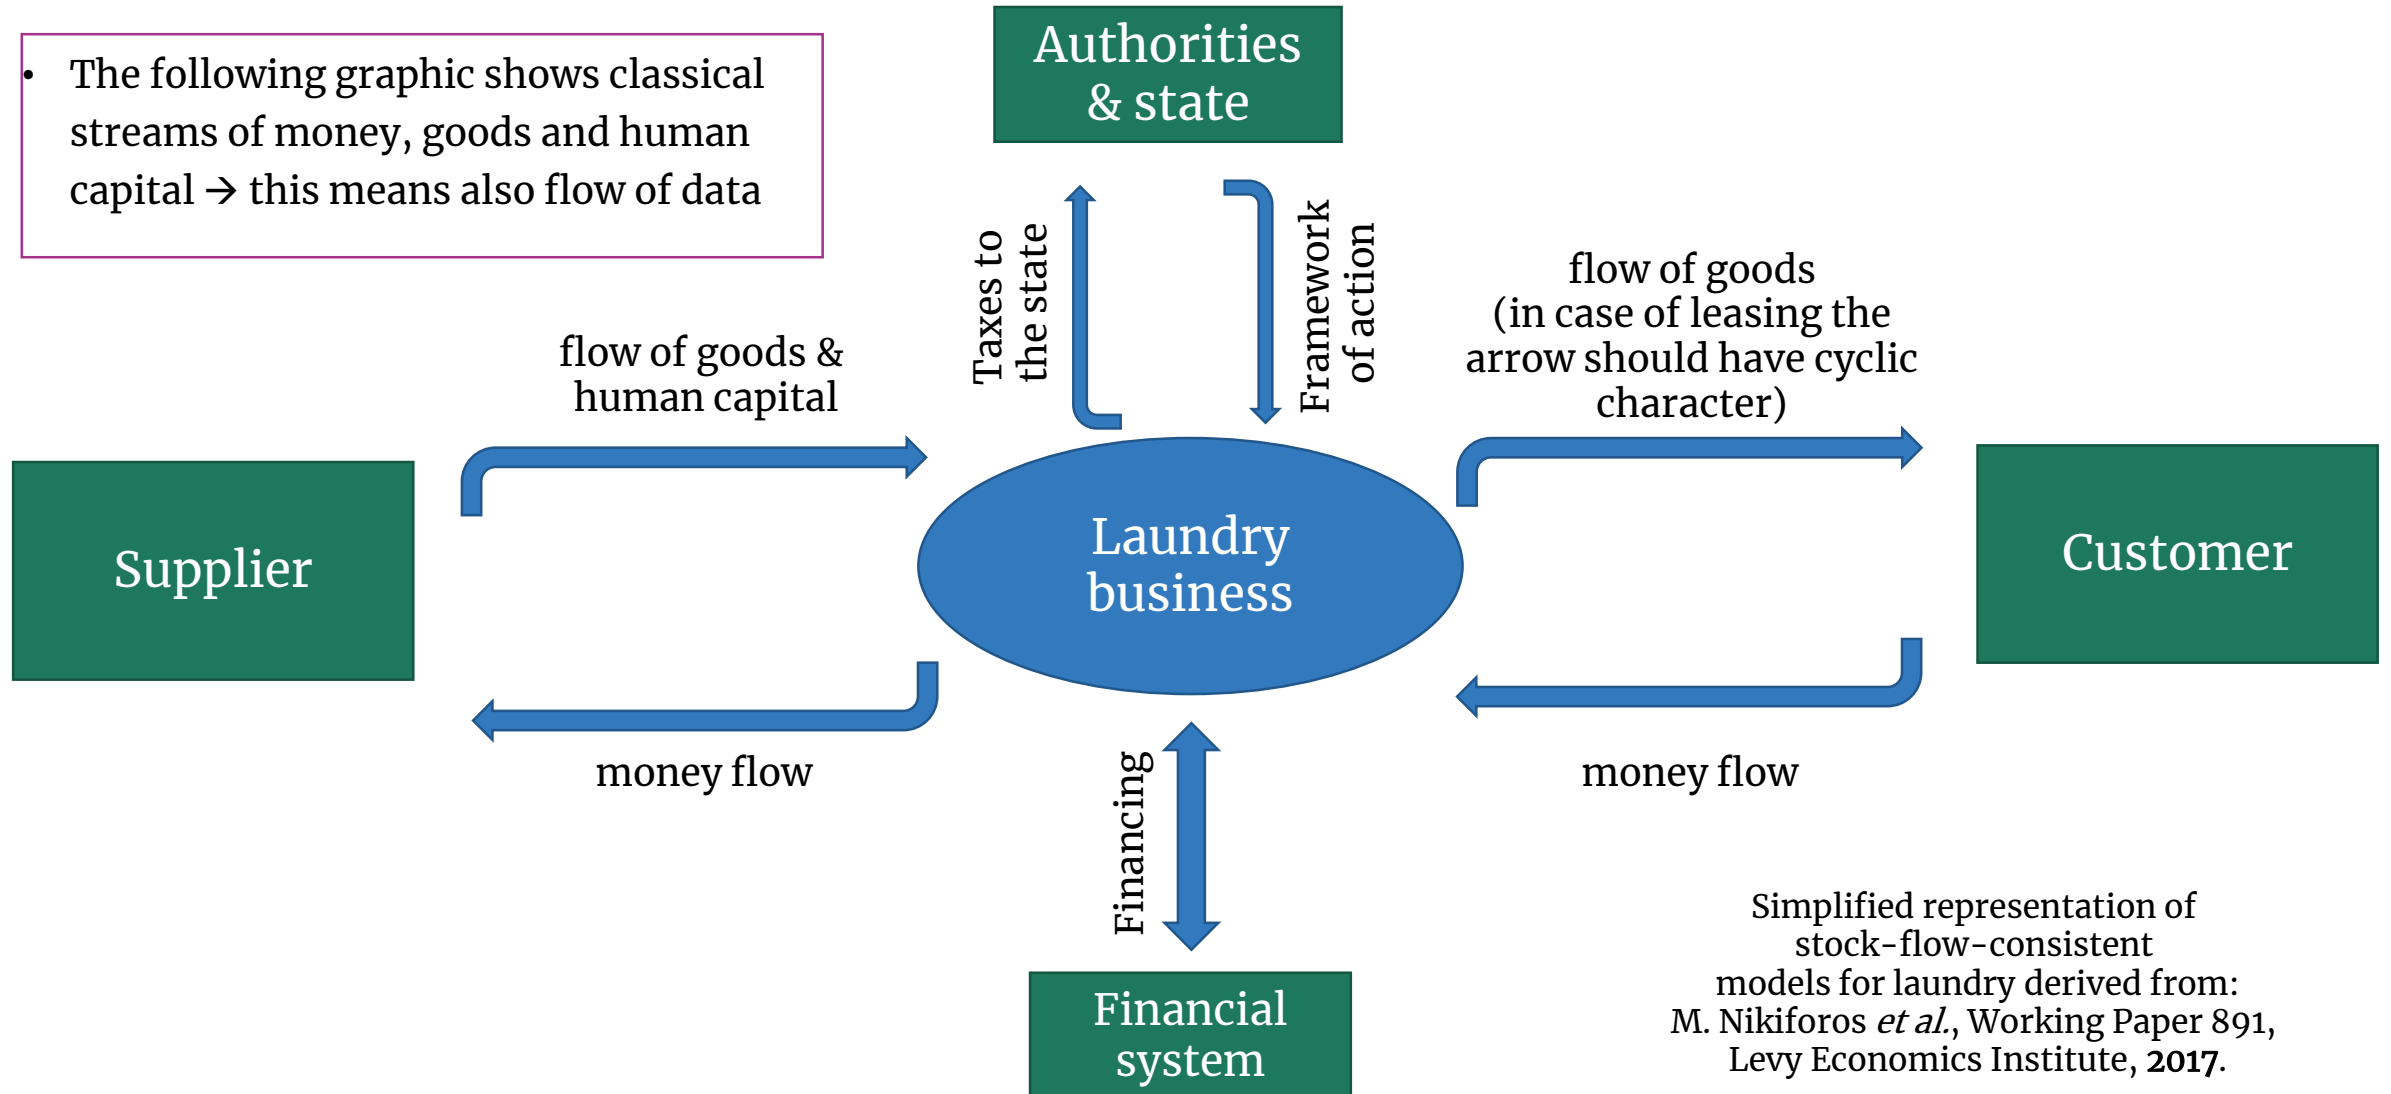 • The following graphic shows classical
streams of money, goods and human
capital → this means also flow of data
Authorities
& state
Taxes to
the state
Framework
of action
flow of goods &
human capital
flow of goods
(in case of leasing the
arrow should have cyclic
character)
Supplier
Laundry
business
Customer
money flow
money flow
Financing
Financial
system
Simplified representation of
stock-flow-consistent
models for laundry derived from:
M. Nikiforos et al., Working Paper 891,
Levy Economics Institute, 2017.